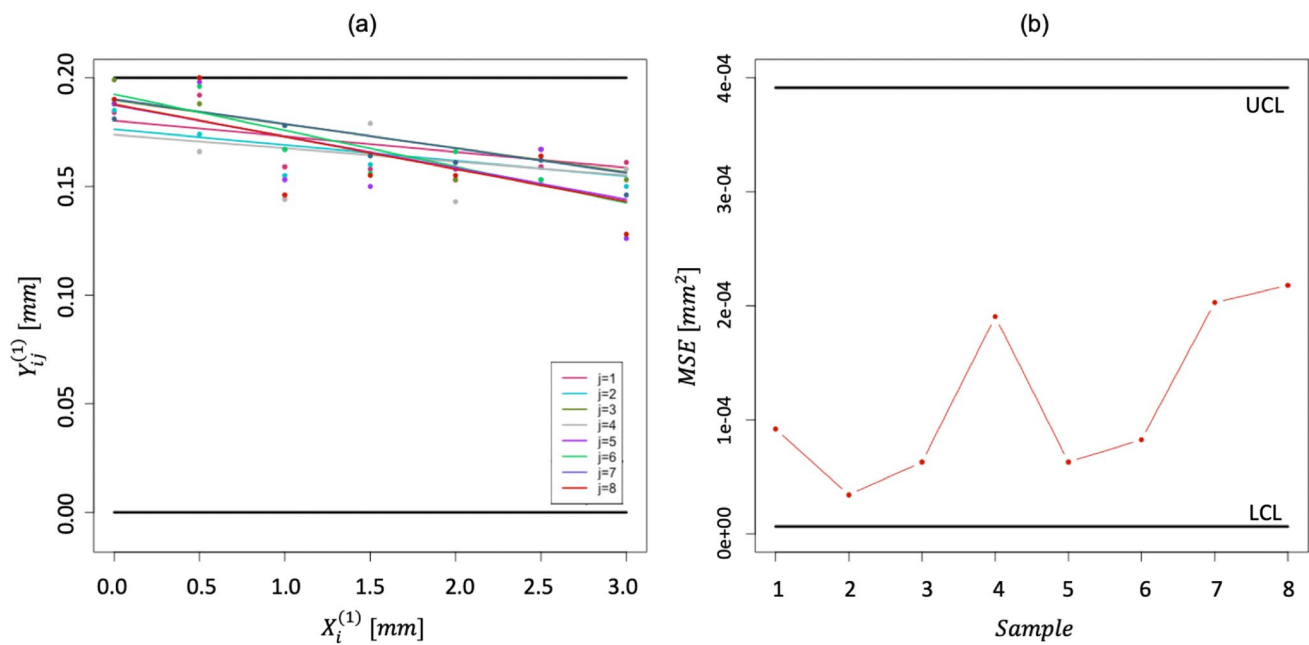 (a)
0.20
0.15
0.10
0.05
0.00
Y_{ij}^{(1)} [mm]
j=1
j=2
j=3
j=4
j=5
j=6
j=7
j=8
0.0 0.5 1.0 1.5 2.0 2.5 3.0
X_i^{(1)} [mm]
(b)
4e-04
3e-04
2e-04
1e-04
0e+00
MSE [mm²]
UCL
LCL
1 2 3 4 5 6 7 8
Sample